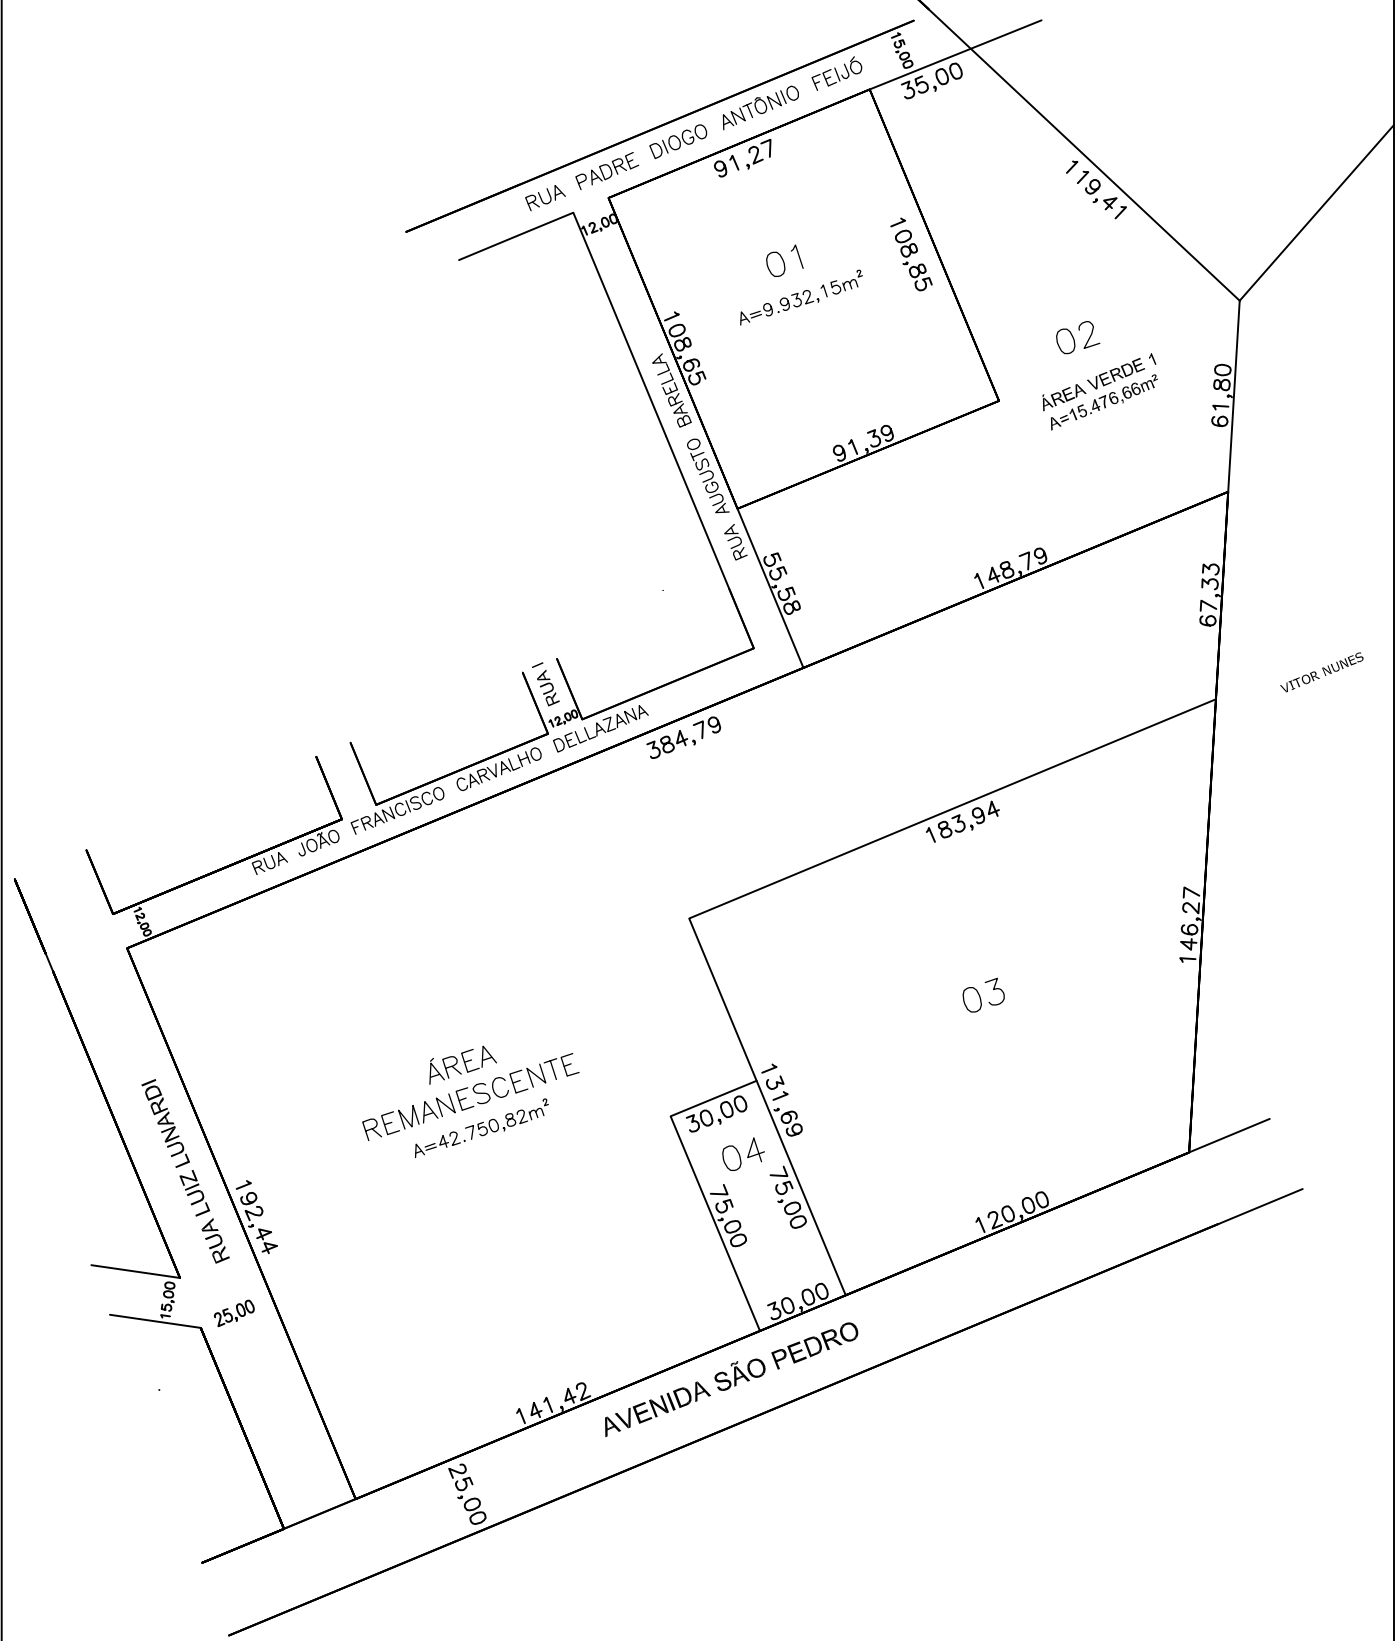 15,00
35,00
RUA PADRE DIOGO ANTÔNIO FEIJÓ
91,27
119,41
12,00
01
A=9.932,15m²
108,85
108,65
RUA AUGUSTO BARELLA
02
ÁREA VERDE 1
A=15.476,66m²
61,80
91,39
55,58
148,79
67,33
VITOR NUNES
RUA I
12,00
RUA JOÃO FRANCISCO CARVALHO DELLAZANA
384,79
183,94
12,00
146,27
03
ÁREA
REMANESCENTE
A=42.750,82m²
131,69
30,00
04
75,00
75,00
RUA LUIZ LUNARDI
192,44
120,00
15,00
25,00
30,00
AVENIDA SÃO PEDRO
141,42
25,00